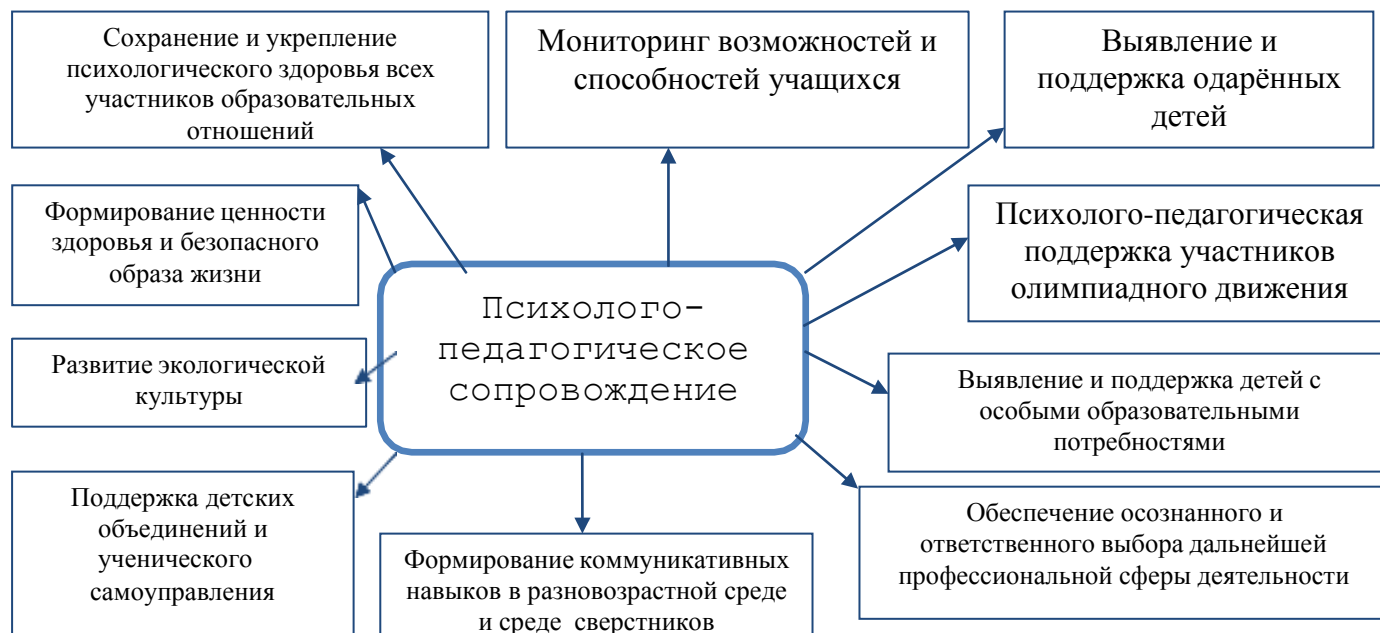 Сохранение и укрепление
психологического здоровья всех
участников образовательных
отношений
Мониторинг возможностей и
способностей учащихся
Выявление и
поддержка одарённых
детей
Формирование ценности
здоровья и безопасного
образа жизни
Психолого-педагогическая
поддержка участников
олимпиадного движения
Психолого-
педагогическое
сопровождение
Развитие экологической
культуры
Выявление и поддержка детей с
особыми образовательными
потребностями
Поддержка детских
объединений и
ученического
самоуправления
Формирование коммуникативных
навыков в разновозрастной среде
и среде сверстников
Обеспечение осознанного и
ответственного выбора дальнейшей
профессиональной сферы деятельности